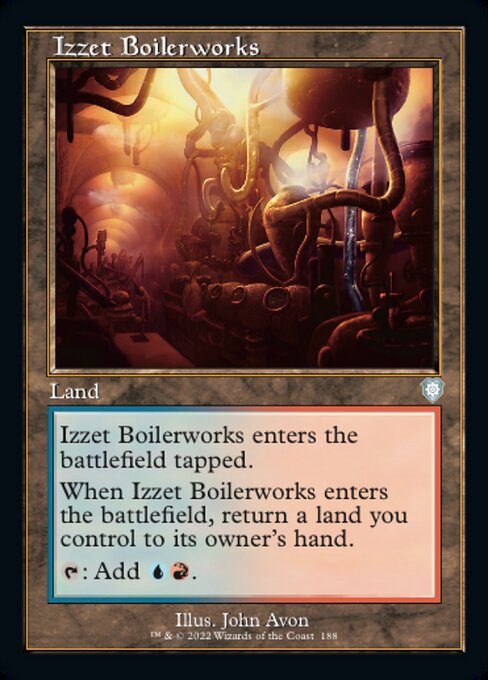 Izzet Boilerworks
Land
Izzet Boilerworks enters the
battlefield tapped.
When Izzet Boilerworks enters
the battlefield, return a land you
control to its owner's hand.
: Add .
Illus. John Avon
™ & © 2022 Wizards of the Coast 188